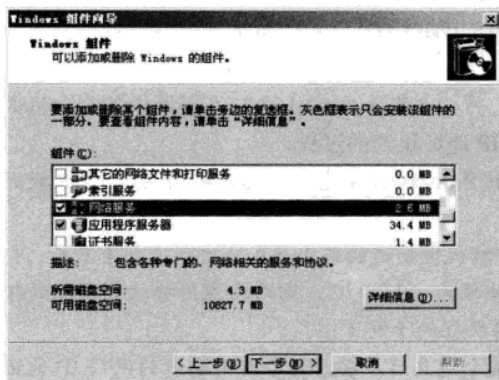 Windows 组件向导
Windows 组件
可以添加或删除 Windows 的组件。
要添加或删除某个组件，请单击旁边的复选框。灰色框表示只会安装该组件的
一部分。要查看组件内容，请单击“详细信息”。
组件(C):
其它的网络文件和打印服务 0.0 MB
索引服务 0.0 MB
网络服务 2.6 MB
应用程序服务器 34.4 MB
证书服务 1.4 MB
描述: 包含各种专门的、网络相关的服务和协议。
所需磁盘空间: 4.3 MB
可用磁盘空间: 10827.7 MB
详细信息(D)...
< 上一步(B) 下一步(N) > 取消 帮助